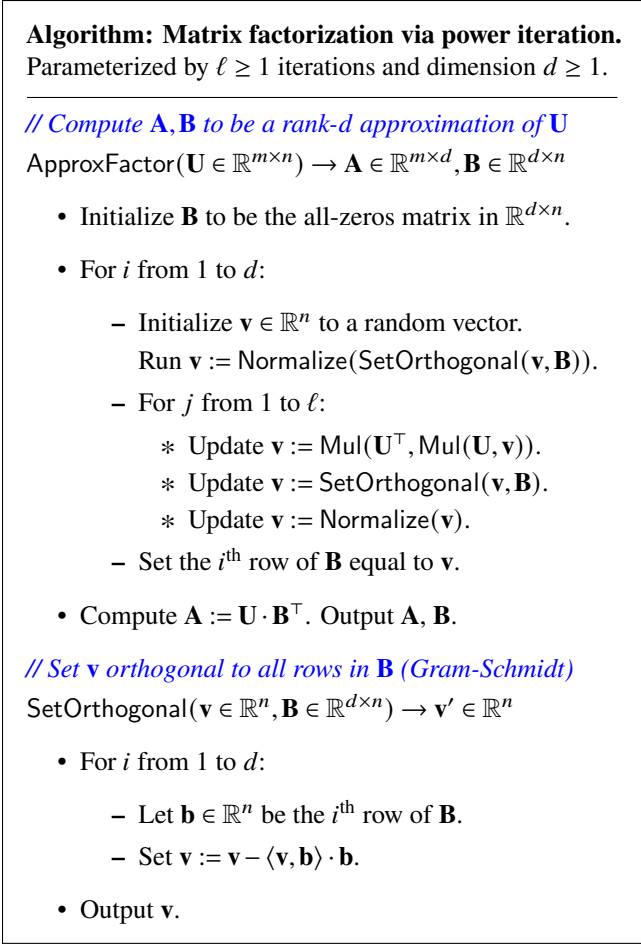 Algorithm: Matrix factorization via power iteration.
Parameterized by ℓ ≥ 1 iterations and dimension d ≥ 1.
// Compute A, B to be a rank-d approximation of U
ApproxFactor(U ∈ ℝ^{m×n}) → A ∈ ℝ^{m×d}, B ∈ ℝ^{d×n}
• Initialize B to be the all-zeros matrix in ℝ^{d×n}.
• For i from 1 to d:
– Initialize v ∈ ℝ^n to a random vector.
Run v := Normalize(SetOrthogonal(v, B)).
– For j from 1 to ℓ:
∗ Update v := Mul(U^⊤, Mul(U, v)).
∗ Update v := SetOrthogonal(v, B).
∗ Update v := Normalize(v).
– Set the i^th row of B equal to v.
• Compute A := U · B^⊤. Output A, B.
// Set v orthogonal to all rows in B (Gram-Schmidt)
SetOrthogonal(v ∈ ℝ^n, B ∈ ℝ^{d×n}) → v′ ∈ ℝ^n
• For i from 1 to d:
– Let b ∈ ℝ^n be the i^th row of B.
– Set v := v − ⟨v, b⟩ · b.
• Output v.